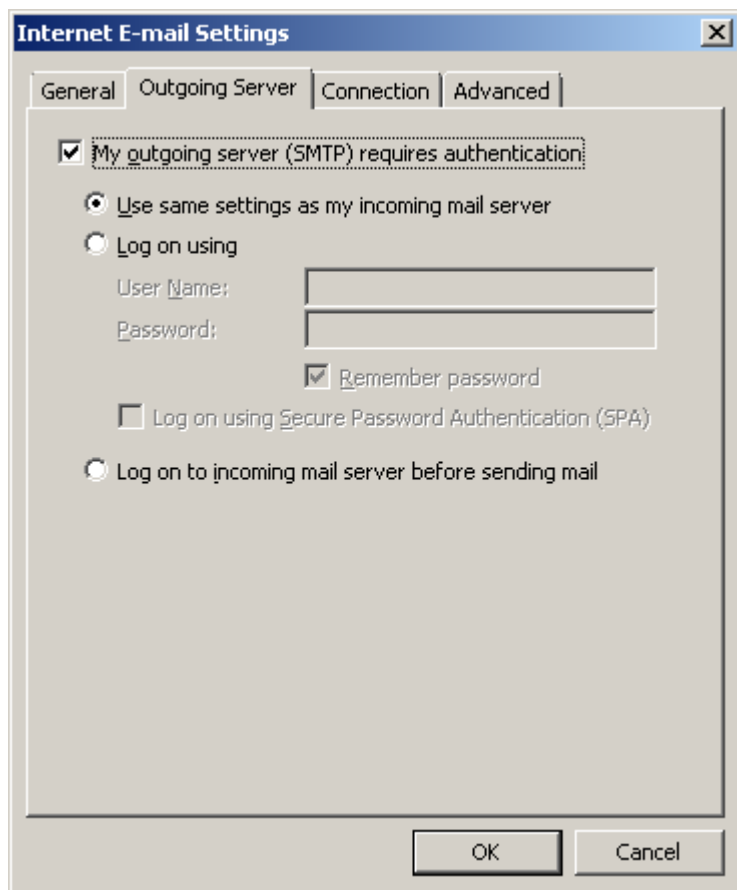 Internet E-mail Settings
General Outgoing Server Connection Advanced
My outgoing server (SMTP) requires authentication
Use same settings as my incoming mail server
Log on using
User Name:
Password:
Remember password
Log on using Secure Password Authentication (SPA)
Log on to incoming mail server before sending mail
OK Cancel